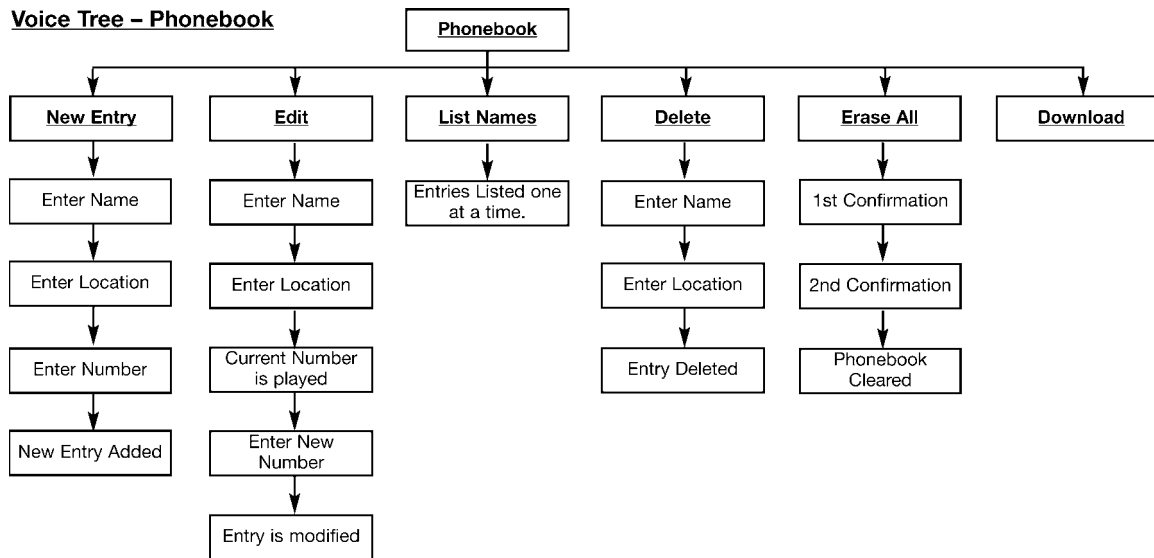 Voice Tree – Phonebook
Phonebook
New Entry
Edit
List Names
Delete
Erase All
Download
Enter Name
Enter Name
Entries Listed one
at a time.
Enter Name
1st Confirmation
Enter Location
Enter Location
Enter Location
2nd Confirmation
Enter Number
Current Number
is played
Entry Deleted
Phonebook
Cleared
New Entry Added
Enter New
Number
Entry is modified